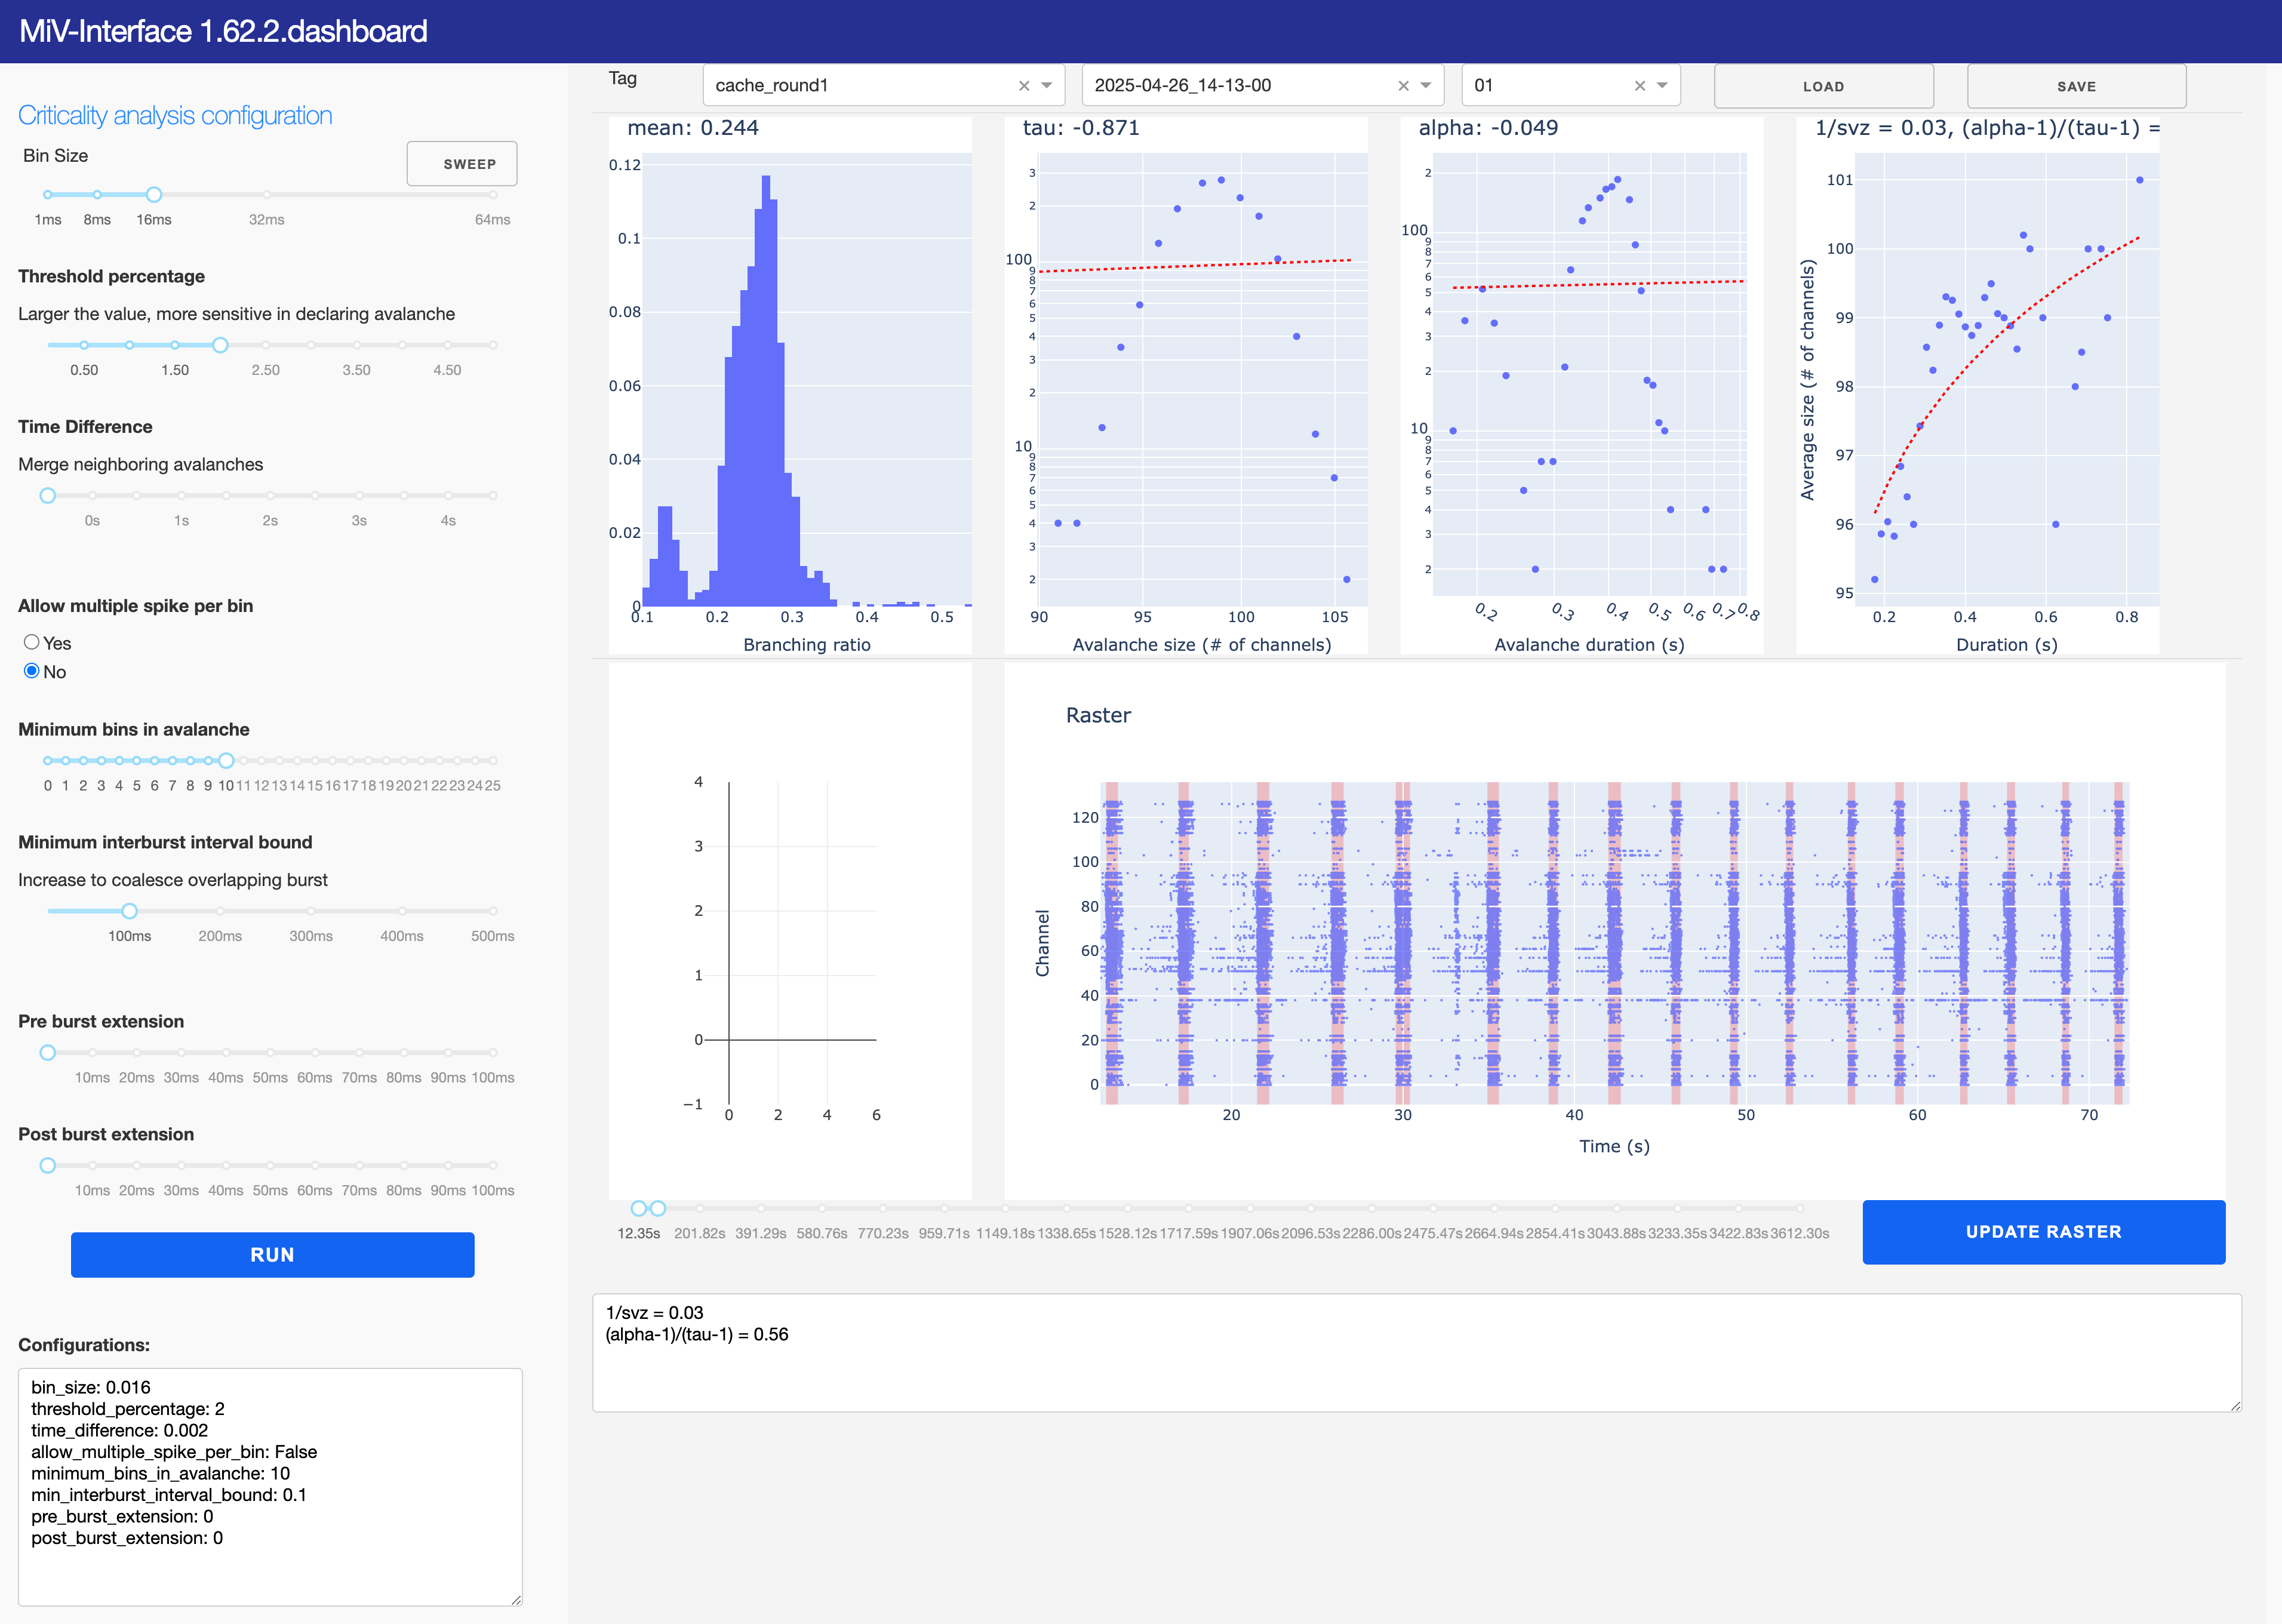 MiV-Interface 1.62.2.dashboard
Criticality analysis configuration
Bin Size
SWEEP
1ms 8ms 16ms 32ms 64ms
Threshold percentage
Larger the value, more sensitive in declaring avalanche
0.50 1.50 2.50 3.50 4.50
Time Difference
Merge neighboring avalanches
0s 1s 2s 3s 4s
Allow multiple spike per bin
Yes
No
Minimum bins in avalanche
0 1 2 3 4 5 6 7 8 9 10 11 12 13 14 15 16 17 18 19 20 21 22 23 24 25
Minimum interburst interval bound
Increase to coalesce overlapping burst
100ms 200ms 300ms 400ms 500ms
Pre burst extension
10ms 20ms 30ms 40ms 50ms 60ms 70ms 80ms 90ms 100ms
Post burst extension
10ms 20ms 30ms 40ms 50ms 60ms 70ms 80ms 90ms 100ms
RUN
Configurations:
bin_size: 0.016
threshold_percentage: 2
time_difference: 0.002
allow_multiple_spike_per_bin: False
minimum_bins_in_avalanche: 10
min_interburst_interval_bound: 0.1
pre_burst_extension: 0
post_burst_extension: 0
Tag
cache_round1 × 
2025-04-26_14-13-00 ×
01 ×
LOAD
SAVE
mean: 0.244
0.12
0.1
0.08
0.06
0.04
0.02
0
0.1 0.2 0.3 0.4 0.5
Branching ratio
tau: -0.871
3
2
100
9
8
7
6
5
4
3
2
10
9
8
7
6
5
4
3
2
90 95 100 105
Avalanche size (# of channels)
alpha: -0.049
2
100
9
8
7
6
5
4
3
2
10
9
8
7
6
5
4
3
2
0.2 0.3 0.4 0.5 0.6 0.7 0.8
Avalanche duration (s)
1/svz = 0.03, (alpha-1)/(tau-1) =
Average size (# of channels)
101
100
99
98
97
96
95
0.2 0.4 0.6 0.8
Duration (s)
4
3
2
1
0
−1
0 2 4 6
Raster
Channel
120
100
80
60
40
20
0
20 30 40 50 60 70
Time (s)
12.35s 201.82s 391.29s 580.76s 770.23s 959.71s 1149.18s 1338.65s 1528.12s 1717.59s 1907.06s 2096.53s 2286.00s 2475.47s 2664.94s 2854.41s 3043.88s 3233.35s 3422.83s 3612.30s
UPDATE RASTER
1/svz = 0.03
(alpha-1)/(tau-1) = 0.56